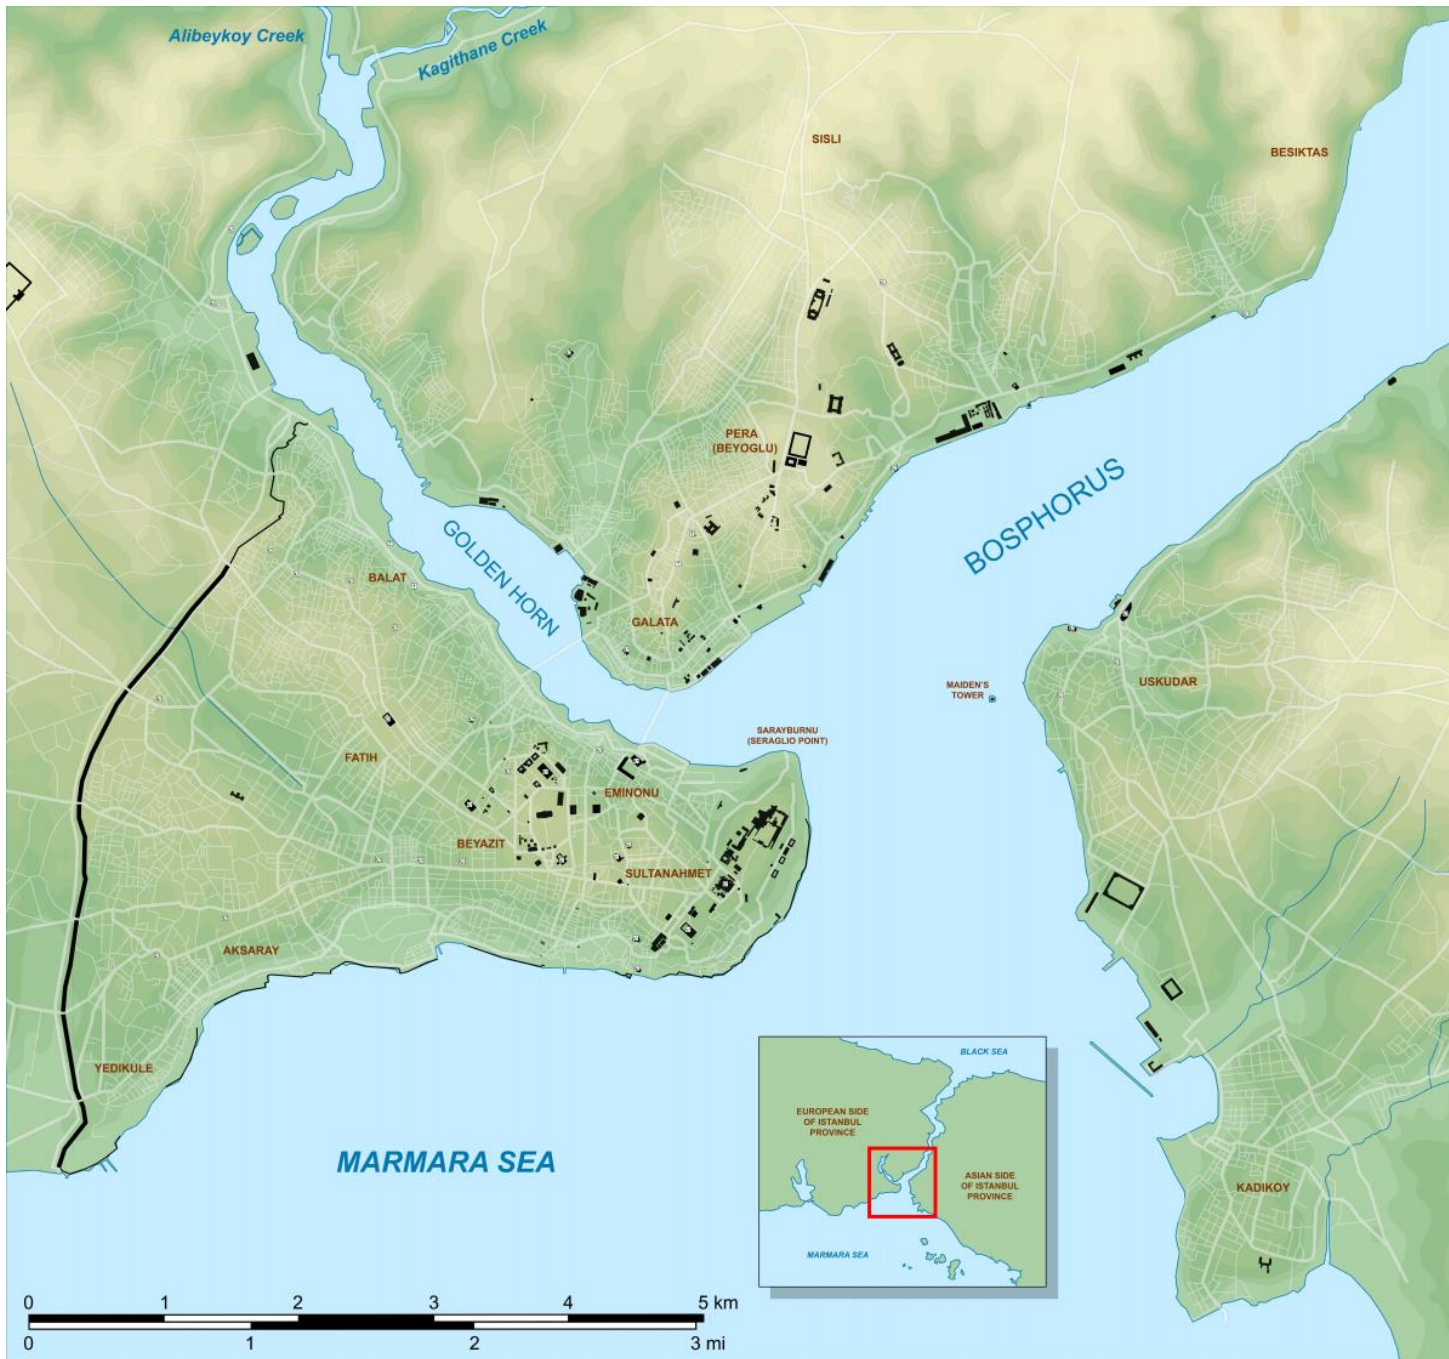 Alibeykoy Creek
Kagithane Creek
SISLI
BESIKTAS
PERA
(BEYOGLU)
BOSPHORUS
GOLDEN HORN
BALAT
GALATA
MAIDEN'S
TOWER
USKUDAR
SARAYBURNU
(SERAGLIO POINT)
FATIH
EMINONU
BEYAZIT
SULTANAHMET
AKSARAY
YEDIKULE
MARMARA SEA
KADIKOY
BLACK SEA
EUROPEAN SIDE
OF ISTANBUL
PROVINCE
ASIAN SIDE
OF ISTANBUL
PROVINCE
MARMARA SEA
0 1 2 3 4 5 km
0 1 2 3 mi